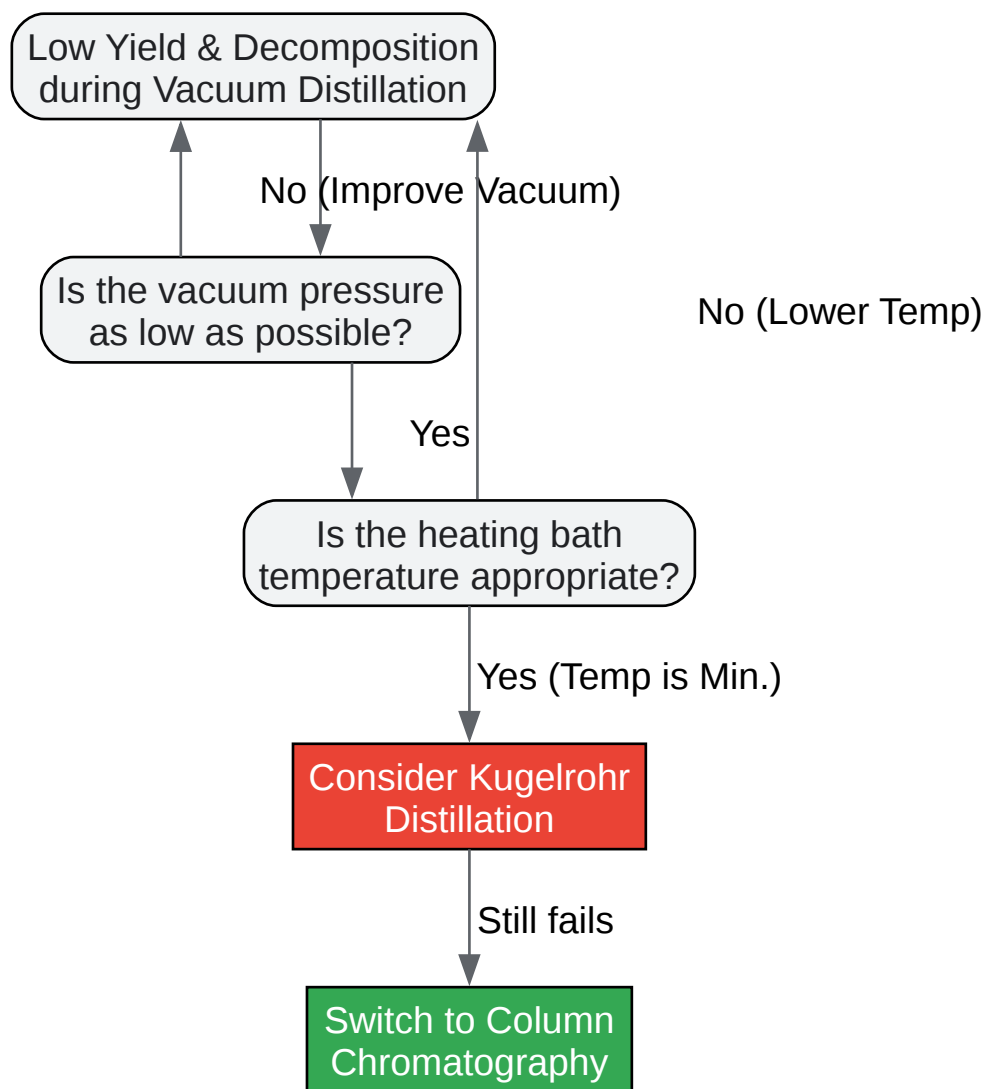 Low Yield & Decomposition
during Vacuum Distillation
No (Improve Vacuum)
Is the vacuum pressure
as low as possible?
No (Lower Temp)
Yes
Is the heating bath
temperature appropriate?
Yes (Temp is Min.)
Consider Kugelrohr
Distillation
Still fails
Switch to Column
Chromatography